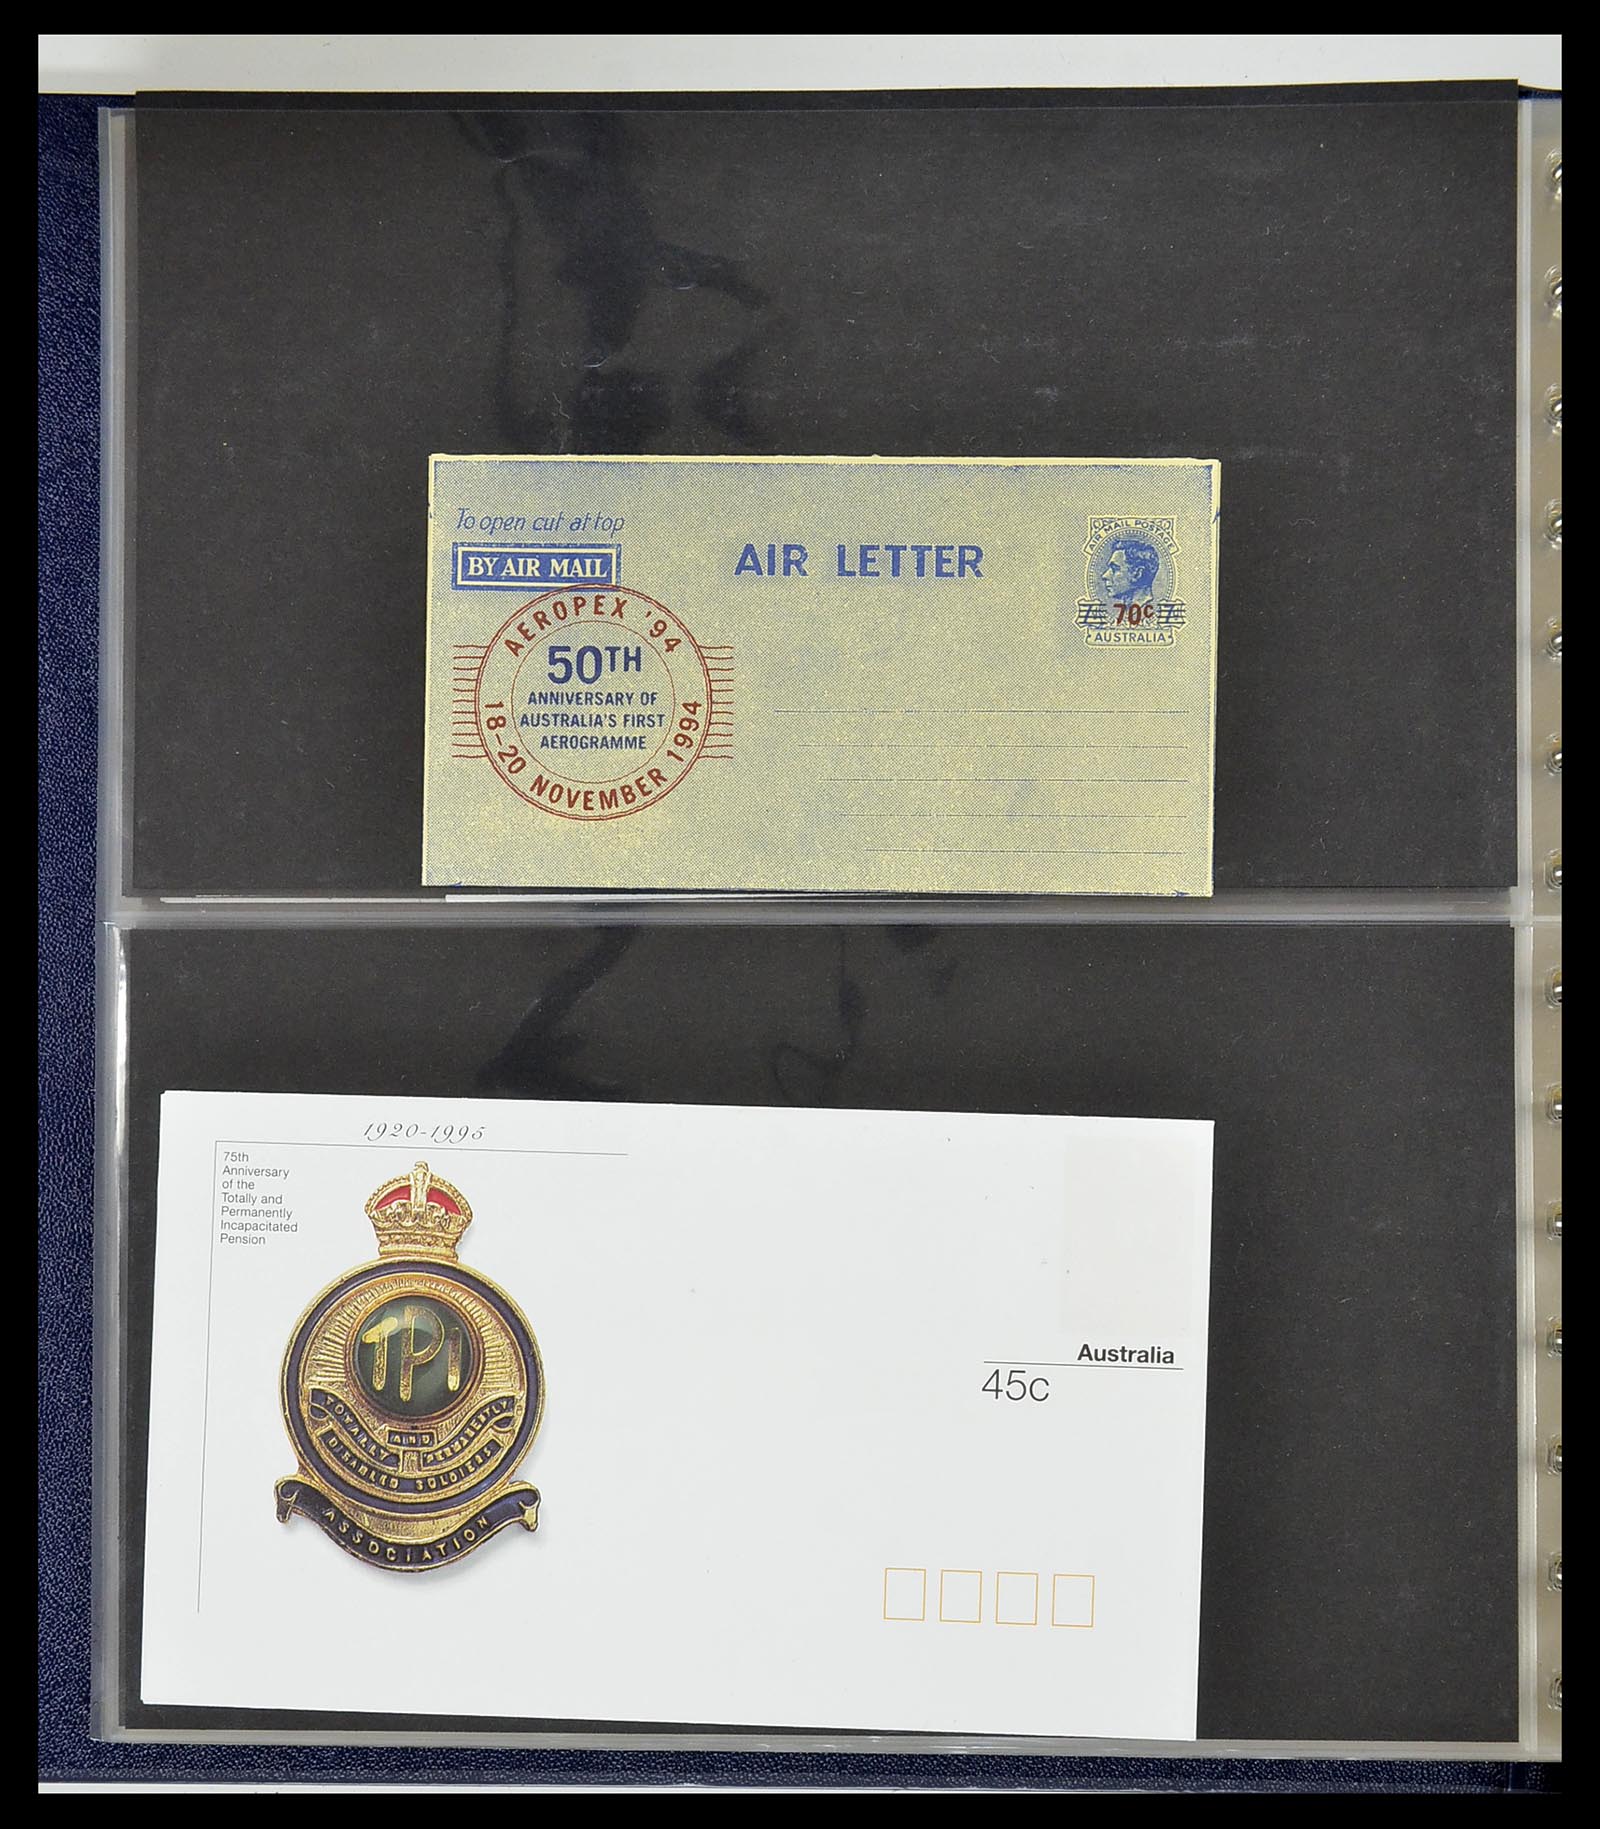 To open cut at top
BY AIR MAIL
AIR LETTER
AIR MAIL POSTAGE
7D 70c 7D
AUSTRALIA
AEROPEX '94
50TH
ANNIVERSARY OF
AUSTRALIA'S FIRST
AEROGRAMME
18-20 NOVEMBER 1994
1920-1995
75th
Anniversary
of the
Totally and
Permanently
Incapacitated
Pension
TPI
TOTALLY AND PERMANENTLY
DISABLED SOLDIERS
ASSOCIATION
Australia
45c